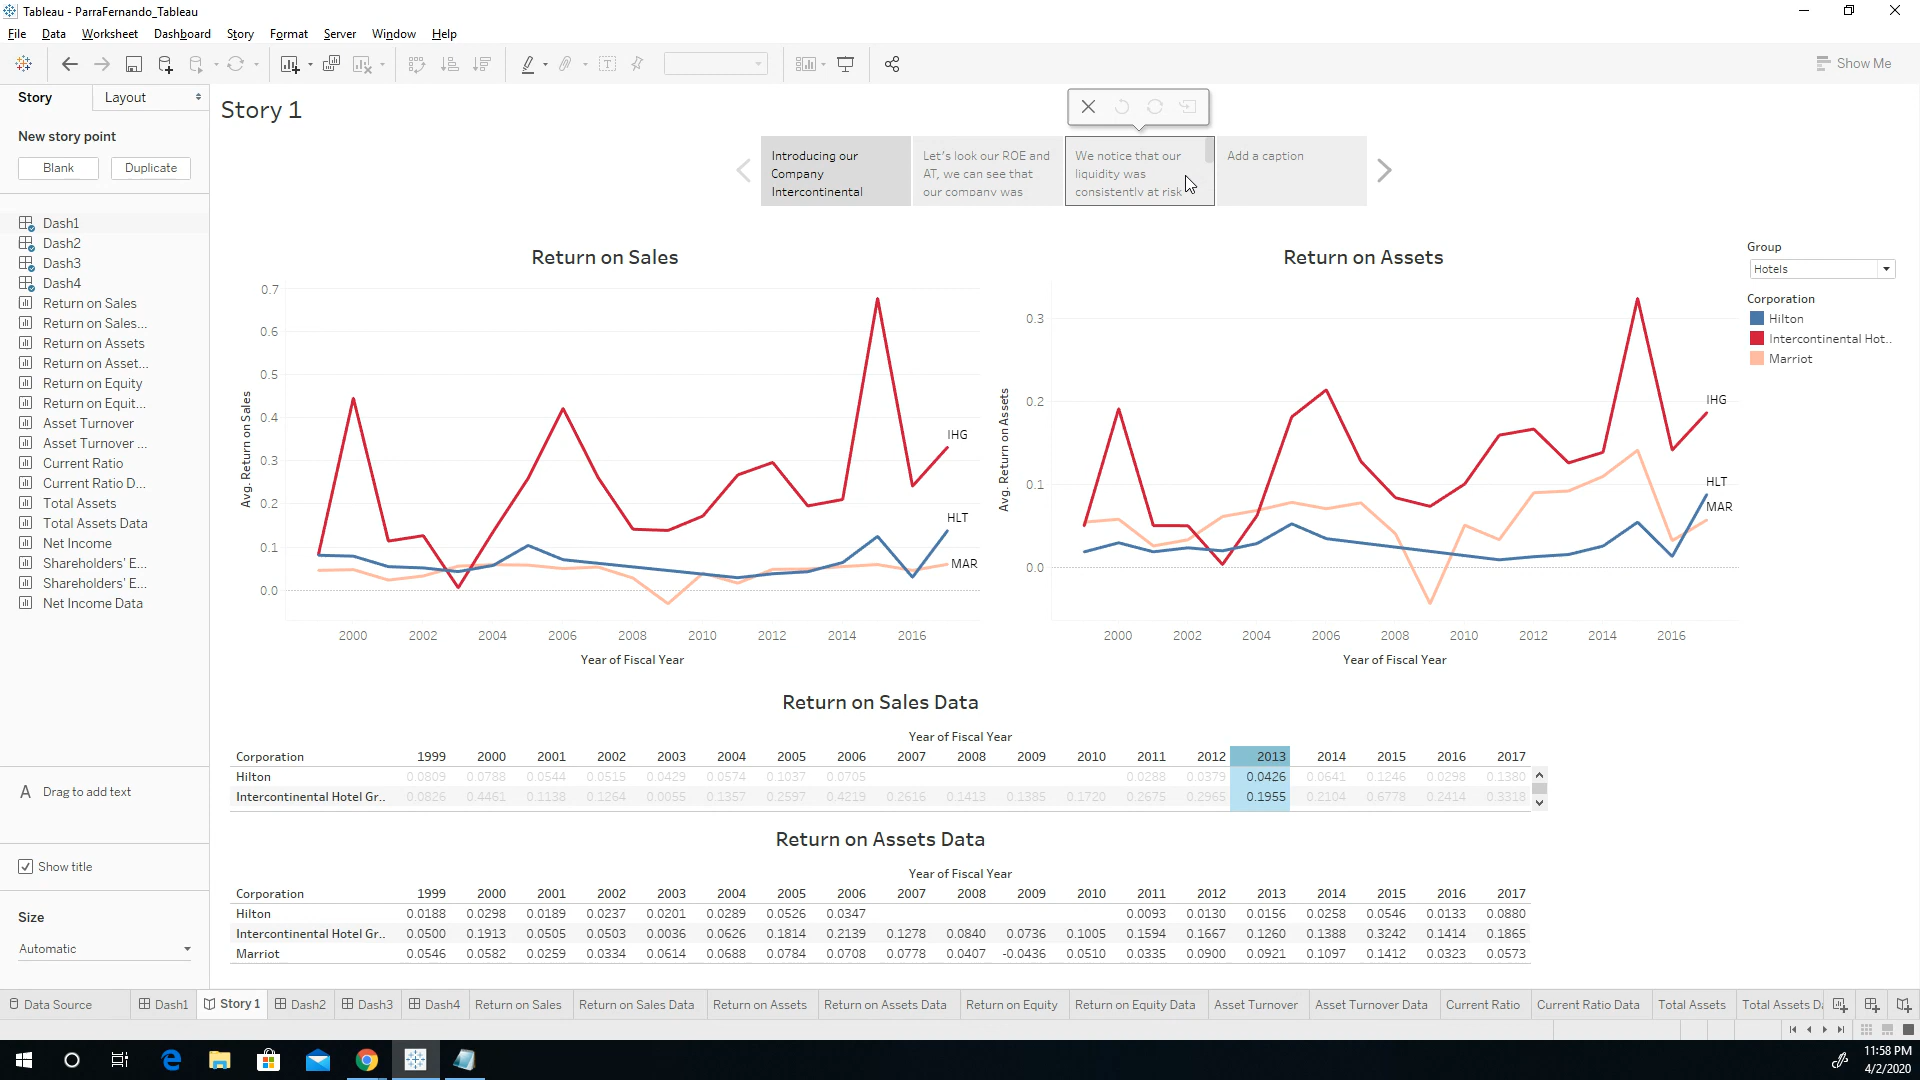 Tableau - ParraFernando_Tableau
File Data Worksheet Dashboard Story Format Server Window Help
Show Me
Story Layout
New story point
Blank Duplicate
Dash1
Dash2
Dash3
Dash4
Return on Sales
Return on Sales...
Return on Assets
Return on Asset...
Return on Equity
Return on Equit...
Asset Turnover
Asset Turnover ...
Current Ratio
Current Ratio D...
Total Assets
Total Assets Data
Net Income
Shareholders' E...
Shareholders' E...
Net Income Data
A Drag to add text
Show title
Size
Automatic
Story 1
Introducing our
Company
Intercontinental
Let's look our ROE and
AT, we can see that
our company was
We notice that our
liquidity was
consistently at risk
Add a caption
Return on Sales
0.7
0.6
0.5
0.4
0.3
0.2
0.1
0.0
Avg. Return on Sales
IHG
HLT
MAR
2000 2002 2004 2006 2008 2010 2012 2014 2016
Year of Fiscal Year
Return on Assets
0.3
0.2
0.1
0.0
Avg. Return on Assets
IHG
HLT
MAR
2000 2002 2004 2006 2008 2010 2012 2014 2016
Year of Fiscal Year
Group
Hotels
Corporation
Hilton
Intercontinental Hot..
Marriot
Return on Sales Data
Year of Fiscal Year
Corporation 1999 2000 2001 2002 2003 2004 2005 2006 2007 2008 2009 2010 2011 2012 2013 2014 2015 2016 2017
Hilton 0.0809 0.0788 0.0544 0.0515 0.0429 0.0574 0.1037 0.0705 0.0288 0.0379 0.0426 0.0641 0.1246 0.0298 0.1380
Intercontinental Hotel Gr.. 0.0826 0.4461 0.1138 0.1264 0.0055 0.1357 0.2597 0.4219 0.2616 0.1413 0.1385 0.1720 0.2675 0.2965 0.1955 0.2104 0.6778 0.2414 0.3318
Return on Assets Data
Year of Fiscal Year
Corporation 1999 2000 2001 2002 2003 2004 2005 2006 2007 2008 2009 2010 2011 2012 2013 2014 2015 2016 2017
Hilton 0.0188 0.0298 0.0189 0.0237 0.0201 0.0289 0.0526 0.0347 0.0093 0.0130 0.0156 0.0258 0.0546 0.0133 0.0880
Intercontinental Hotel Gr.. 0.0500 0.1913 0.0505 0.0503 0.0036 0.0626 0.1814 0.2139 0.1278 0.0840 0.0736 0.1005 0.1594 0.1667 0.1260 0.1388 0.3242 0.1414 0.1865
Marriot 0.0546 0.0582 0.0259 0.0334 0.0614 0.0688 0.0784 0.0708 0.0778 0.0407 -0.0436 0.0510 0.0335 0.0900 0.0921 0.1097 0.1412 0.0323 0.0573
Data Source Dash1 Story 1 Dash2 Dash3 Dash4 Return on Sales Return on Sales Data Return on Assets Return on Assets Data Return on Equity Return on Equity Data Asset Turnover Asset Turnover Data Current Ratio Current Ratio Data Total Assets Total Assets Da
11:58 PM
4/2/2020